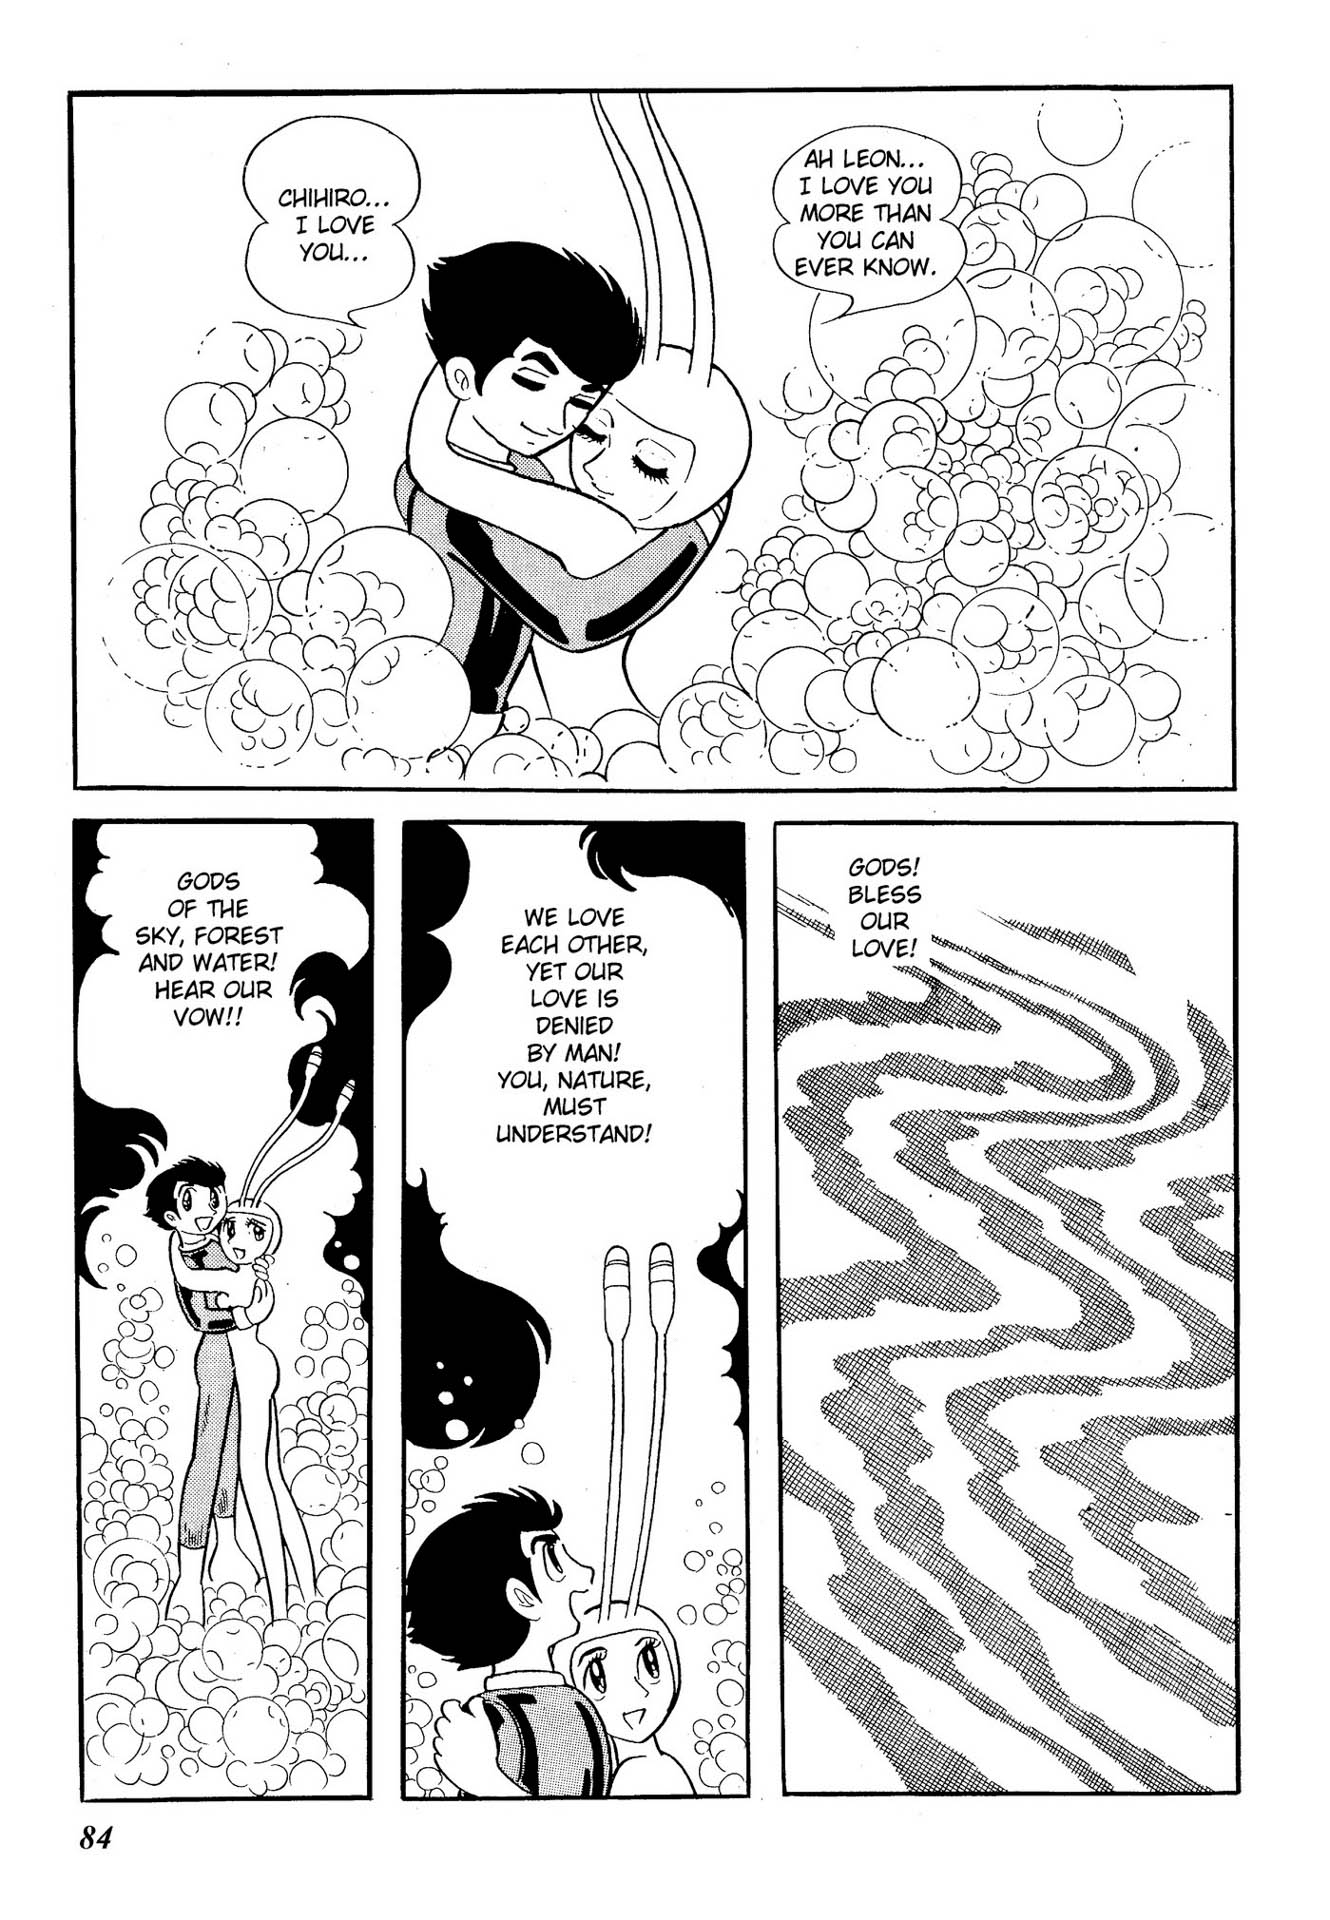 CHIHIRO...
I LOVE
YOU...
AH LEON...
I LOVE YOU
MORE THAN
YOU CAN
EVER KNOW.
GODS
OF THE
SKY, FOREST
AND WATER!
HEAR OUR
VOW!!
WE LOVE
EACH OTHER,
YET OUR
LOVE IS
DENIED
BY MAN!
YOU, NATURE,
MUST
UNDERSTAND!
GODS!
BLESS
OUR
LOVE!
84